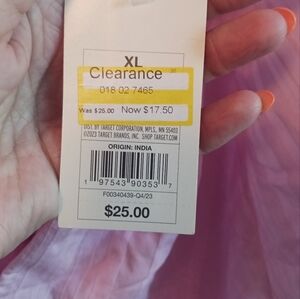 XL
Clearance
018 02 7465
Was $25.00 Now $17.50
DIST. BY TARGET CORPORATION, MPLS, MN 55403
©2023 TARGET BRANDS, INC. SHOP TARGET.COM
ORIGIN: INDIA
1 97543 90353 7
F00340439-Q4/23
$25.00